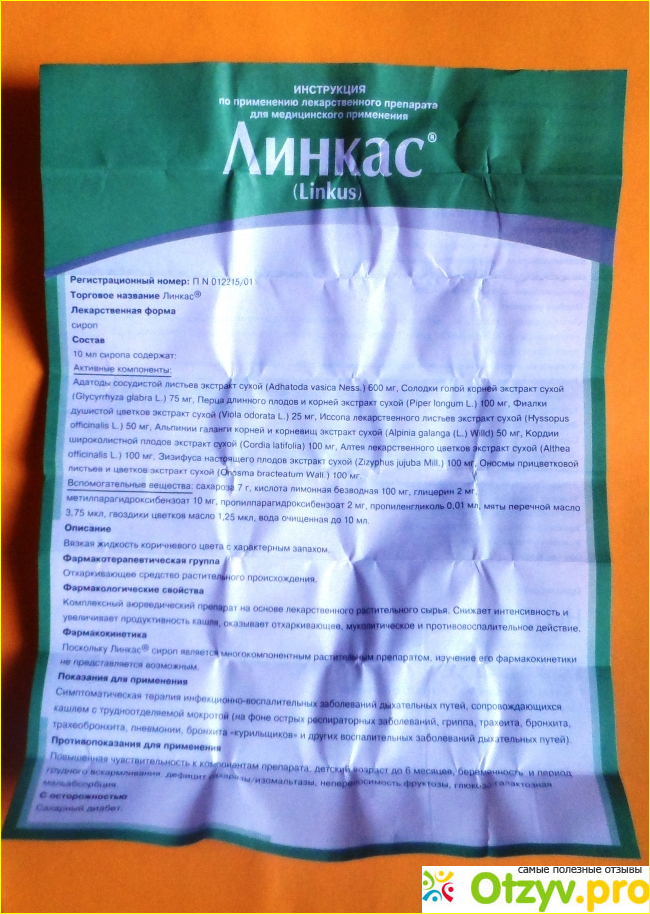 ИНСТРУКЦИЯ
по применению лекарственного препарата
для медицинского применения
Линкас®
(Linkus)
Регистрационный номер: П N 012215/01
Торговое название Линкас®
Лекарственная форма
сироп
Состав
10 мл сиропа содержат:
Активные компоненты:
Адатоды сосудистой листьев экстракт сухой (Adhatoda vasica Ness.) 600 мг, Солодки голой корней экстракт сухой
(Glycyrrhyza glabra L.) 75 мг, Перца длинного плодов и корней экстракт сухой (Piper longum L.) 100 мг, Фиалки
душистой цветков экстракт сухой (Viola odorata L.) 25 мг, Иссопа лекарственного листьев экстракт сухой (Hyssopus
officinalis L.) 50 мг, Альпинии галанги корней и корневищ экстракт сухой (Alpinia galanga (L.) Willd) 50 мг, Кордии
широколистной плодов экстракт сухой (Cordia latifolia) 100 мг, Алтея лекарственного цветков экстракт сухой (Althea
officinalis L.) 100 мг, Зизифуса настоящего плодов экстракт сухой (Zizyphus jujuba Mill.) 100 мг, Оносмы прицветковой
листьев и цветков экстракт сухой (Onosma bracteatum Wall.) 100 мг.
Вспомогательные вещества: сахароза 7 г, кислота лимонная безводная 100 мг, глицерин 2 мг,
метилпарагидроксибензоат 10 мг, пропилпарагидроксибензоат 2 мг, пропиленгликоль 0,01 мл, мяты перечной масло
3,75 мкл, гвоздики цветков масло 1,25 мкл, вода очищенная до 10 мл.
Описание
Вязкая жидкость коричневого цвета с характерным запахом.
Фармакотерапевтическая группа
Отхаркивающее средство растительного происхождения.
Фармакологические свойства
Комплексный аюрведический препарат на основе лекарственного растительного сырья. Снижает интенсивность и
увеличивает продуктивность кашля, оказывает отхаркивающее, муколитическое и противовоспалительное действие.
Фармакокинетика
Поскольку Линкас® сироп является многокомпонентным растительным препаратом, изучение его фармакокинетики
не представляется возможным.
Показания для применения
Симптоматическая терапия инфекционно-воспалительных заболеваний дыхательных путей, сопровождающихся
кашлем с трудноотделяемой мокротой (на фоне острых респираторных заболеваний, гриппа, трахеита, бронхита,
трахеобронхита, пневмонии, бронхита «курильщиков» и других воспалительных заболеваний дыхательных путей).
Противопоказания для применения
Повышенная чувствительность к компонентам препарата, детский возраст до 6 месяцев, беременность и период
грудного вскармливания, дефицит сахаразы/изомальтазы, непереносимость фруктозы, глюкозо-галактозная
мальабсорбция.
С осторожностью
Сахарный диабет.
самые полезные отзывы
Otzyv.pro